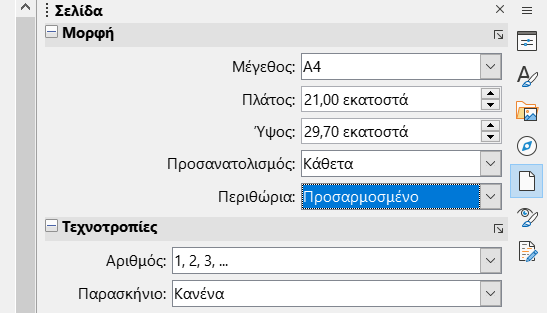 Σελίδα
Μορφή
Μέγεθος: A4
Πλάτος: 21,00 εκατοστά
Ύψος: 29,70 εκατοστά
Προσανατολισμός: Κάθετα
Περιθώρια: Προσαρμοσμένο
Τεχνοτροπίες
Αριθμός: 1, 2, 3, ...
Παρασκήνιο: Κανένα